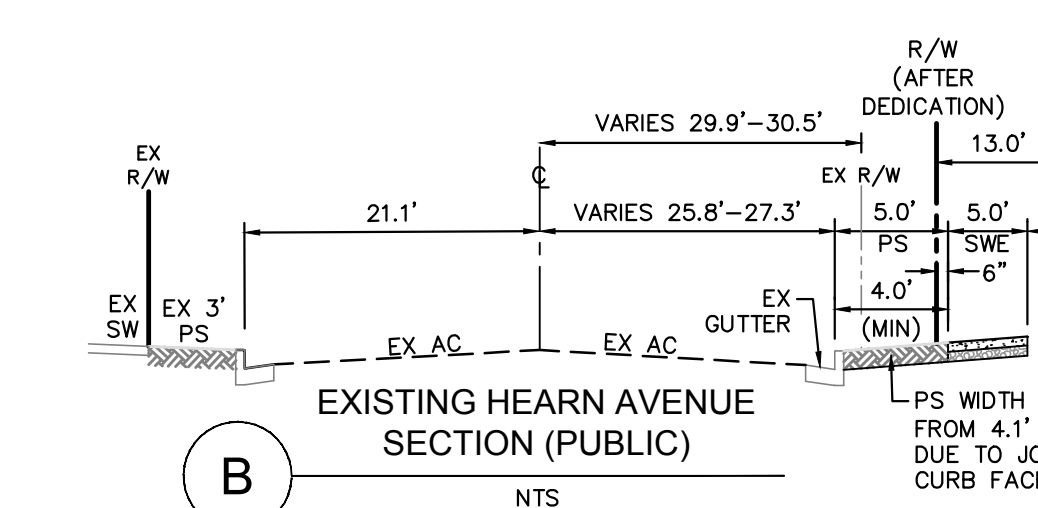 R/W
(AFTER
DEDICATION)
VARIES 29.9'-30.5'
13.0'
EX
R/W
℄
EX R/W
21.1'
VARIES 25.8'-27.3'
5.0'
5.0'
PS
SWE
6"
EX
SW
EX 3'
PS
EX
GUTTER
4.0'
(MIN)
EX AC
EX AC
EXISTING HEARN AVENUE
SECTION (PUBLIC)
B
NTS
PS WIDTH
FROM 4.1'
DUE TO
CURB